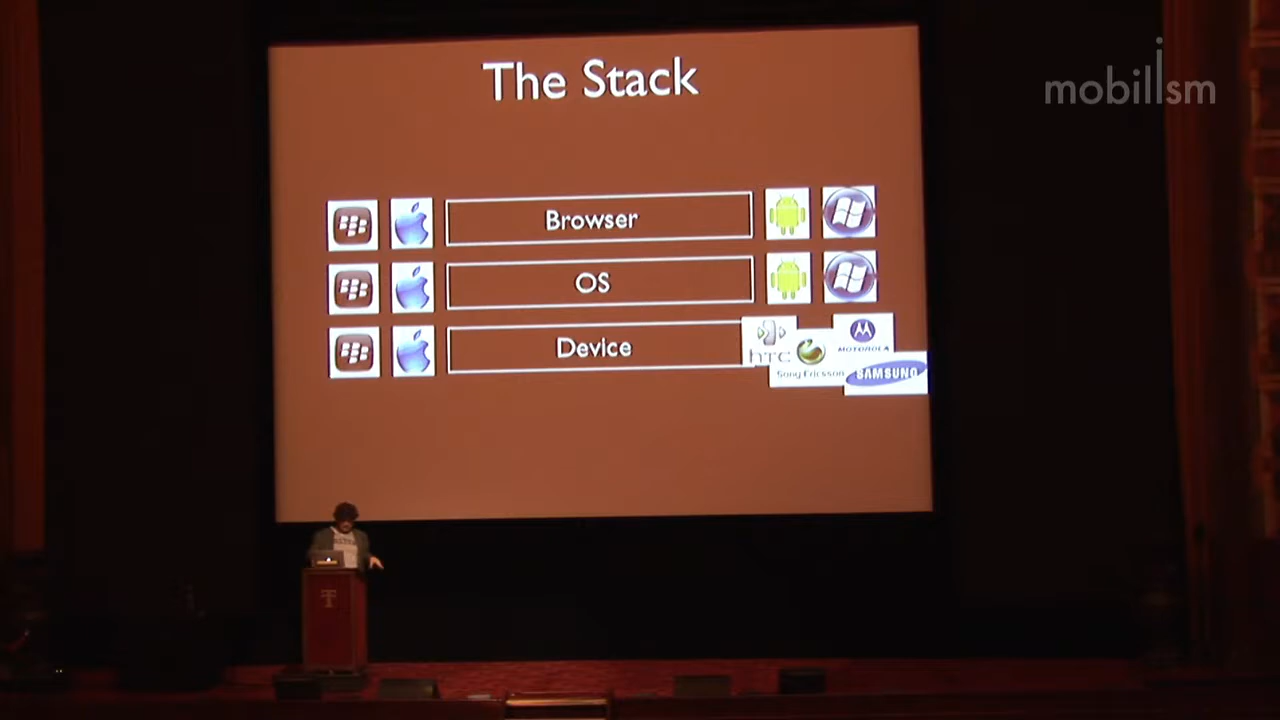 The Stack
mobilism
Browser
OS
Device
hTC
MOTOROLA
Sony Ericsson
SAMSUNG
T